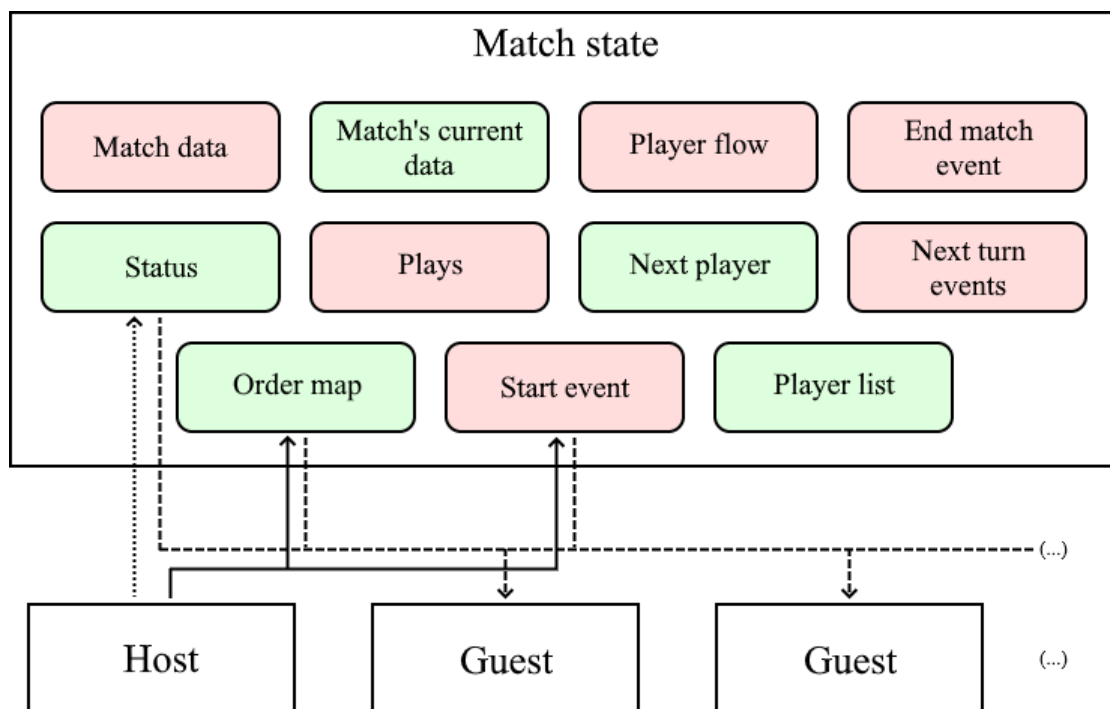 Match state
Match data
Match's current
data
Player flow
End match
event
Status
Plays
Next player
Next turn
events
Order map
Start event
Player list
(...)
Host
Guest
Guest
(...)